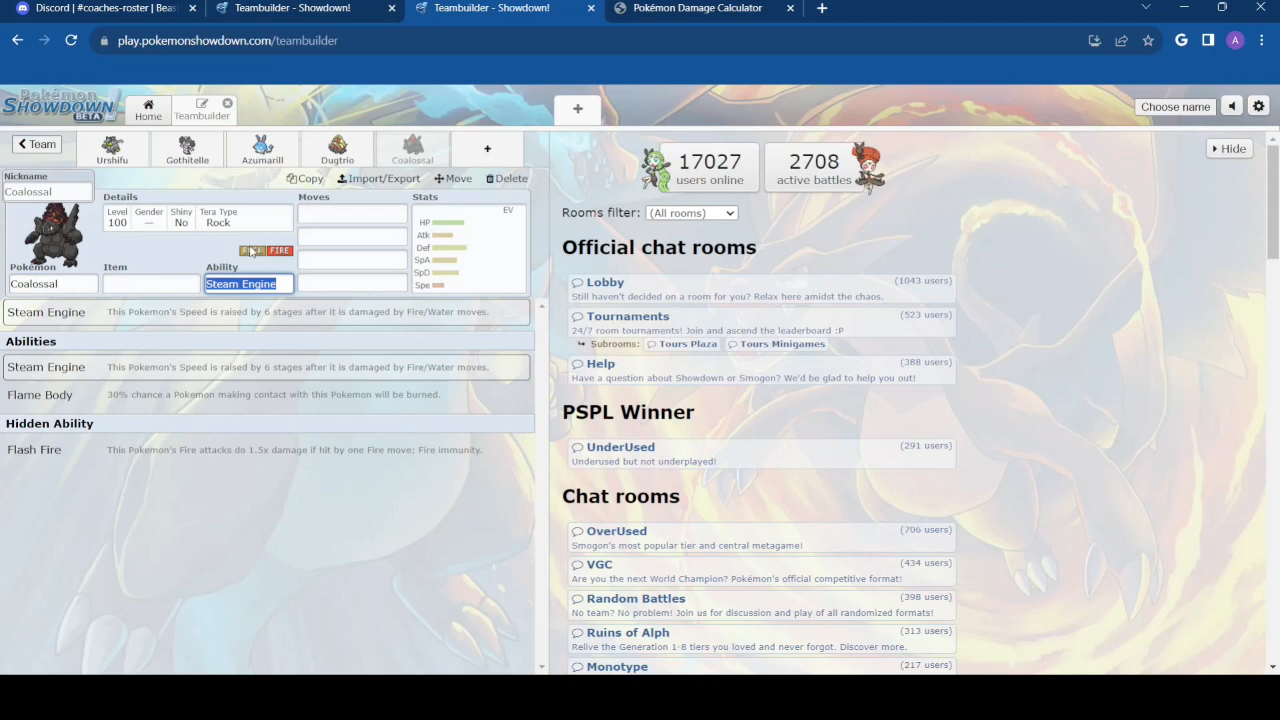 Discord | #coaches-roster | Beas
Teambuilder - Showdown!
Teambuilder - Showdown!
Pokémon Damage Calculator
play.pokemonshowdown.com/teambuilder
G
A
Pokémon
SHOWDOWN!
BETA
Home
Teambuilder
Choose name
Team
Urshifu
Gothitelle
Azumarill
Dugtrio
Coalossal
Hide
Copy
Import/Export
Move
Delete
Nickname
Coalossal
Details
Level
Gender
Shiny
Tera Type
100
—
No
Rock
FIRE
Pokémon
Coalossal
Item
Ability
Steam Engine
Moves
Stats
EV
HP
Atk
Def
SpA
SpD
Spe
Steam Engine
This Pokemon's Speed is raised by 6 stages after it is damaged by Fire/Water moves.
Abilities
Steam Engine
This Pokemon's Speed is raised by 6 stages after it is damaged by Fire/Water moves.
Flame Body
30% chance a Pokemon making contact with this Pokemon will be burned.
Hidden Ability
Flash Fire
This Pokemon's Fire attacks do 1.5x damage if hit by one Fire move; Fire immunity.
17027
users online
2708
active battles
Rooms filter: (All rooms)
Official chat rooms
Lobby (1043 users)
Still haven't decided on a room for you? Relax here amidst the chaos.
Tournaments (523 users)
24/7 room tournaments! Join and ascend the leaderboard :P
Subrooms: Tours Plaza Tours Minigames
Help (388 users)
Have a question about Showdown or Smogon? We'd be glad to help you out!
PSPL Winner
UnderUsed (291 users)
Underused but not underplayed!
Chat rooms
OverUsed (706 users)
Smogon's most popular tier and central metagame!
VGC (434 users)
Are you the next World Champion? Pokémon's official competitive format!
Random Battles (398 users)
No team? No problem! Join us for discussion and play of all randomized formats!
Ruins of Alph (313 users)
Relive the Generation 1-8 tiers you loved and never forgot. Discover more.
Monotype (217 users)